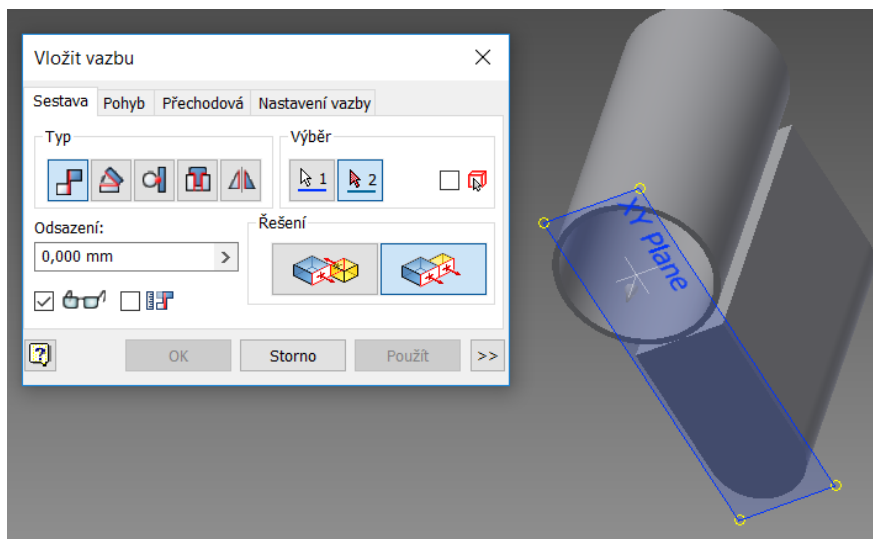 Vložit vazbu
Sestava Pohyb Přechodová Nastavení vazby
Typ
Výběr
1
2
Odsazení:
0,000 mm
>
Řešení
OK
Storno
Použít
>>
XY Plane